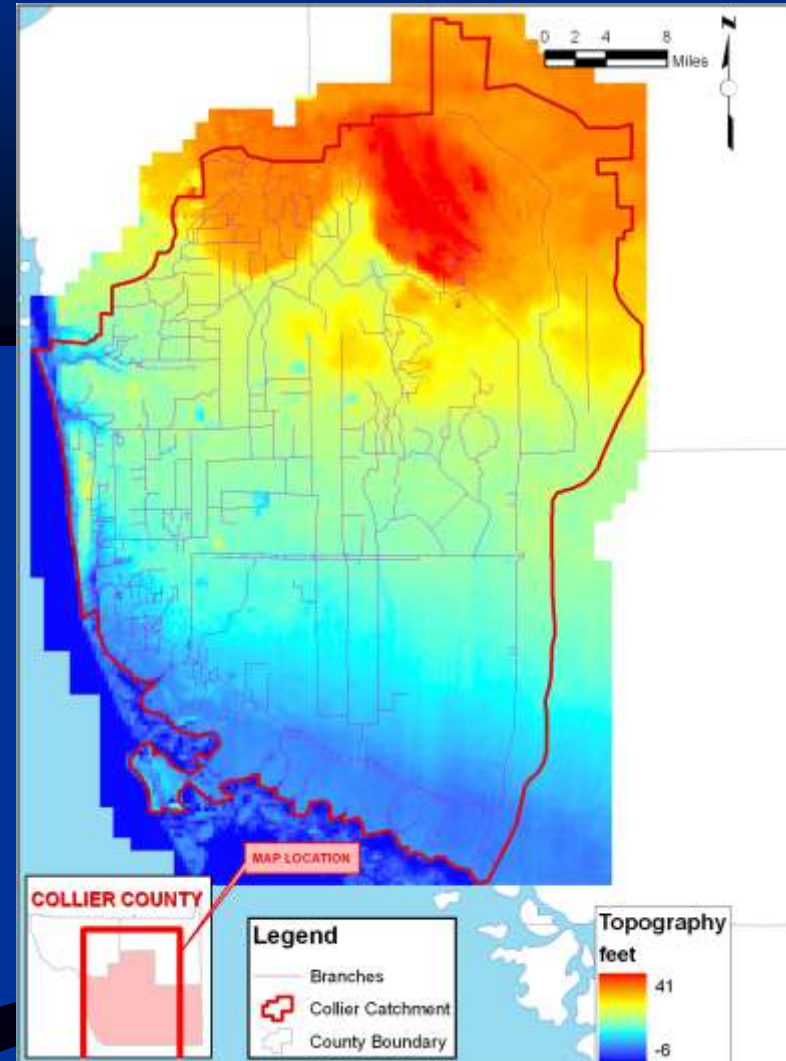 0 2 4 8
Miles
N
MAP LOCATION
COLLIER COUNTY
Legend
Branches
Collier Catchment
County Boundary
Topography
feet
41
-6